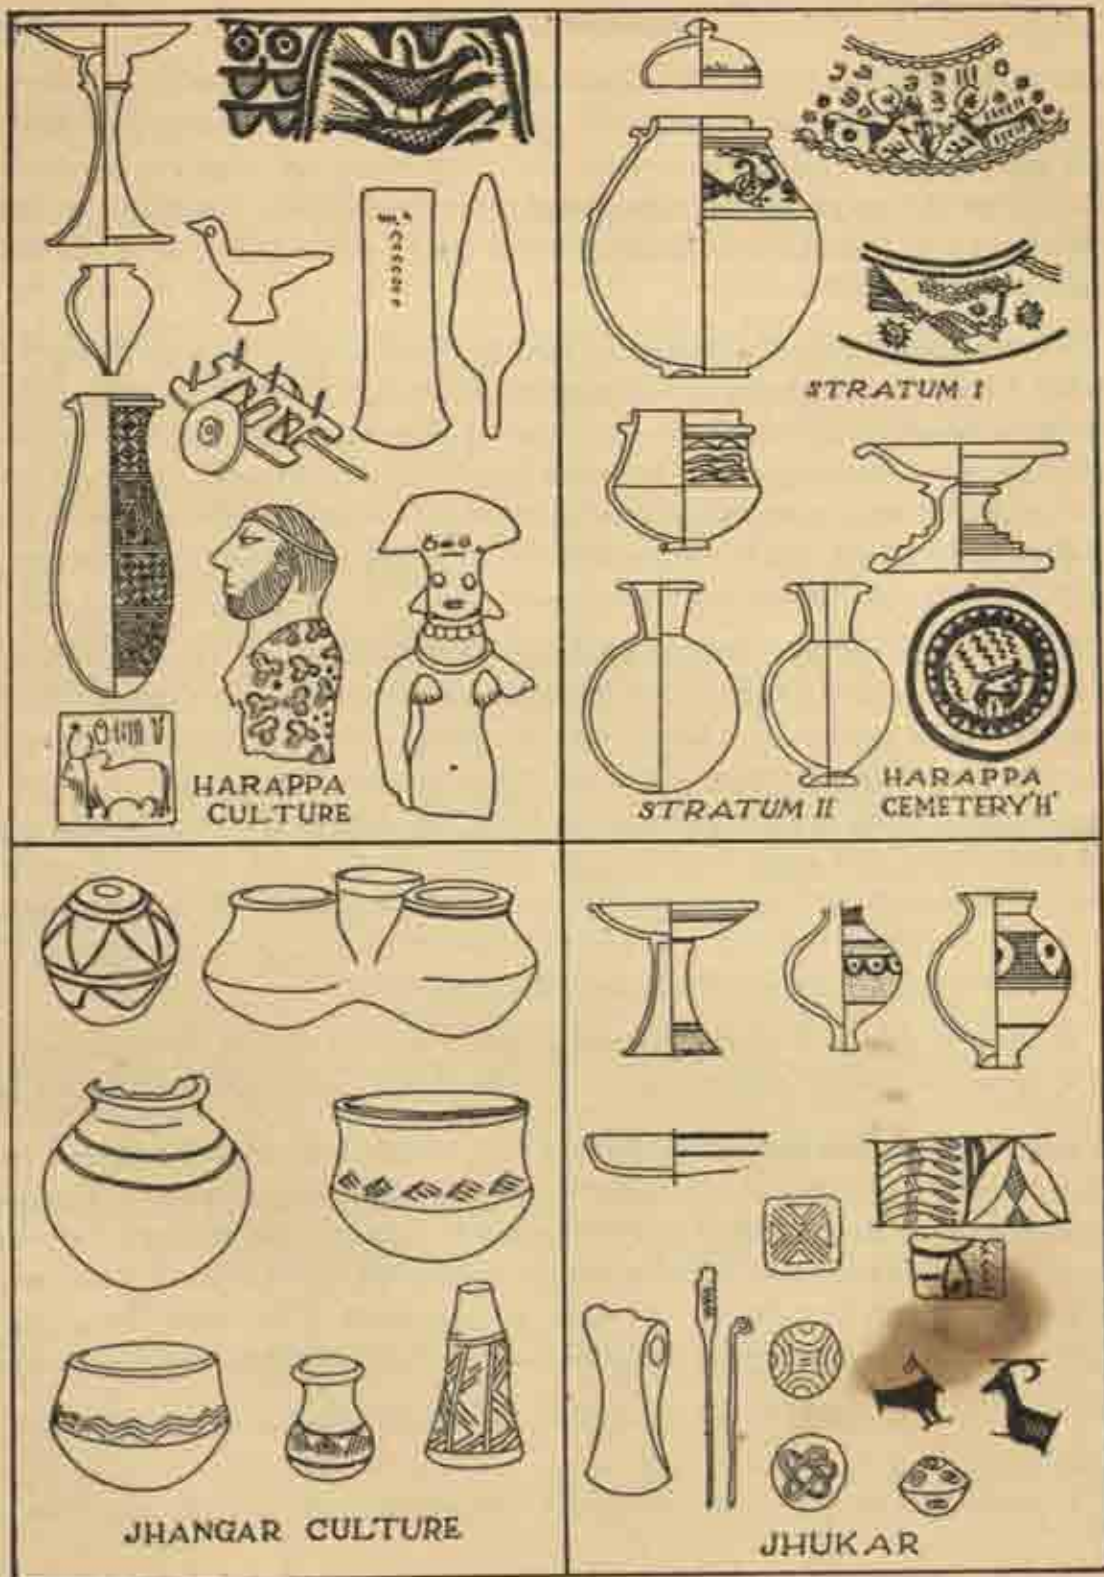 STRATUM I
HARAPPA
CULTURE
STRATUM II
HARAPPA
CEMETERY "H"
JHANGAR CULTURE
JHUKAR